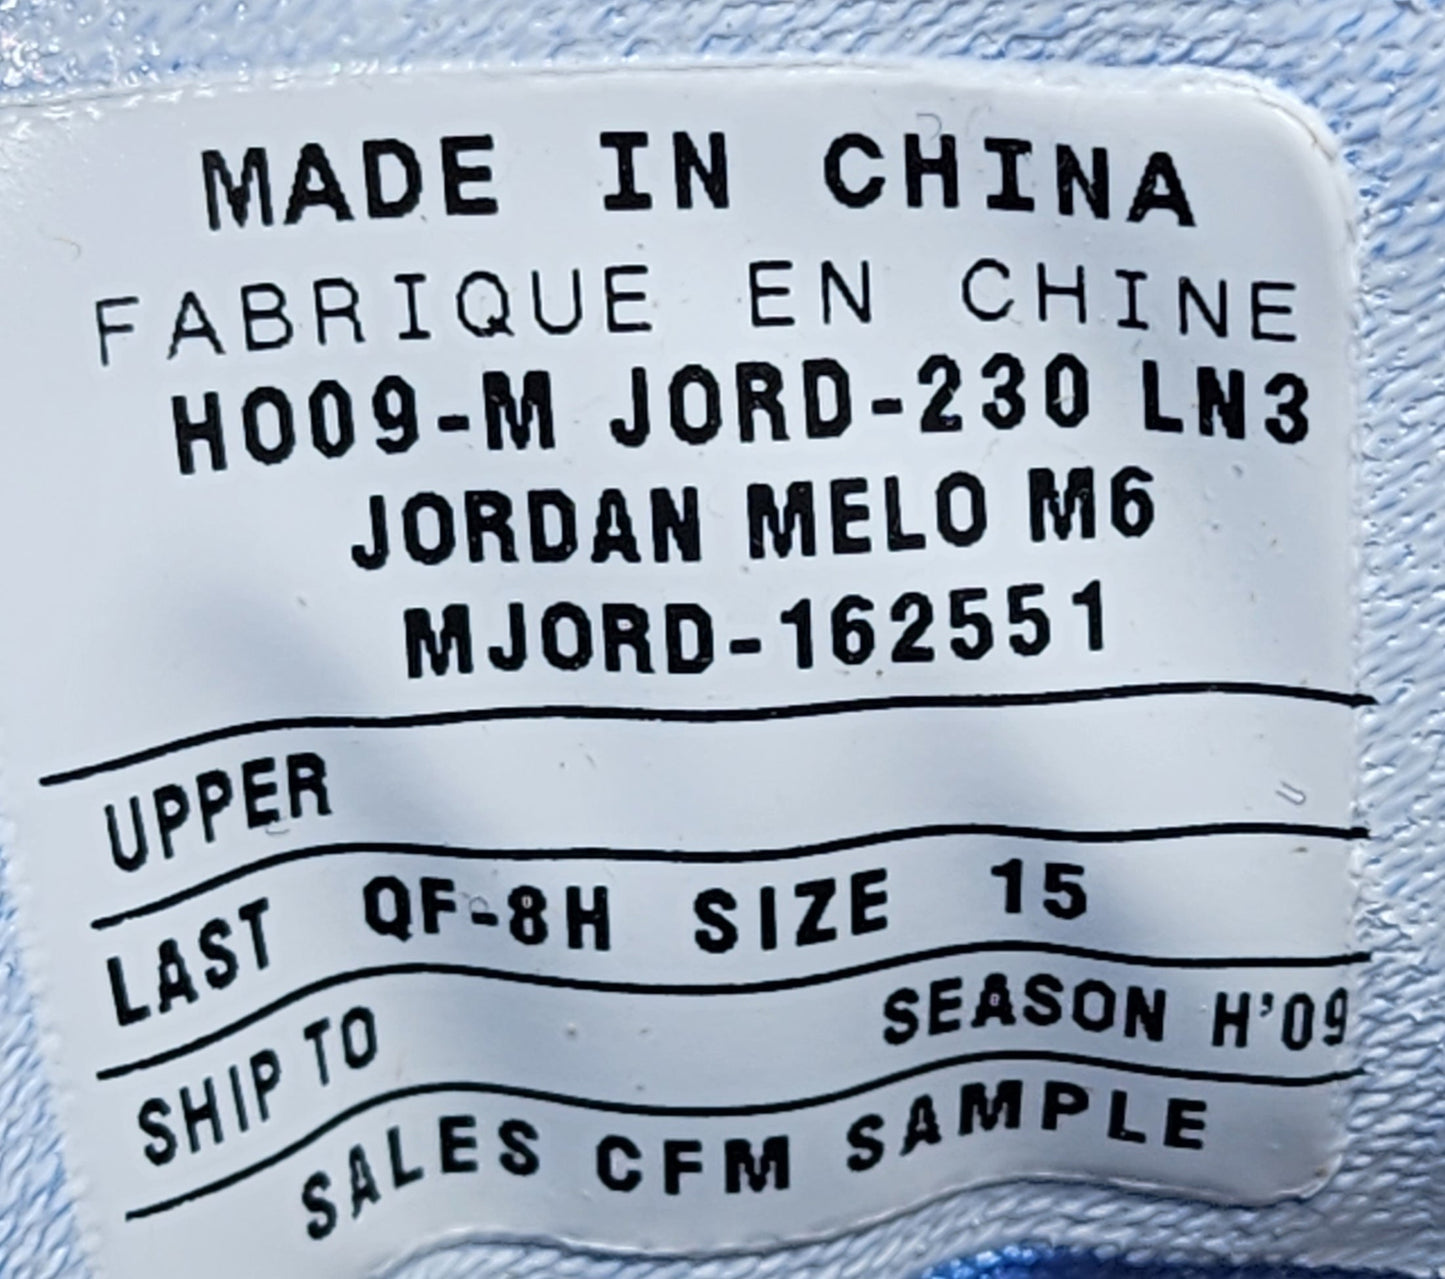 MADE IN CHINA
FABRIQUE EN CHINE
HO09-M JORD-230 LN3
JORDAN MELO M6
MJORD-162551
UPPER
LAST QF-8H SIZE 15
SHIP TO SEASON H'09
SALES CFM SAMPLE